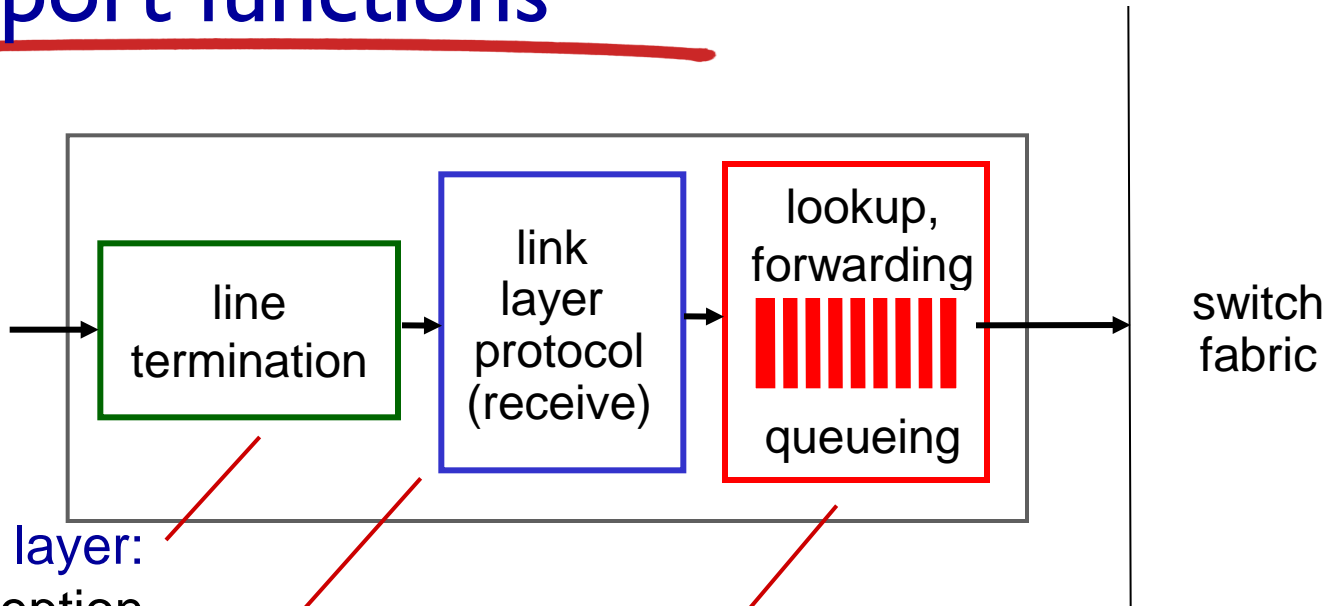 port functions
line
termination
link
layer
protocol
(receive)
lookup,
forwarding
queueing
switch
fabric
layer: